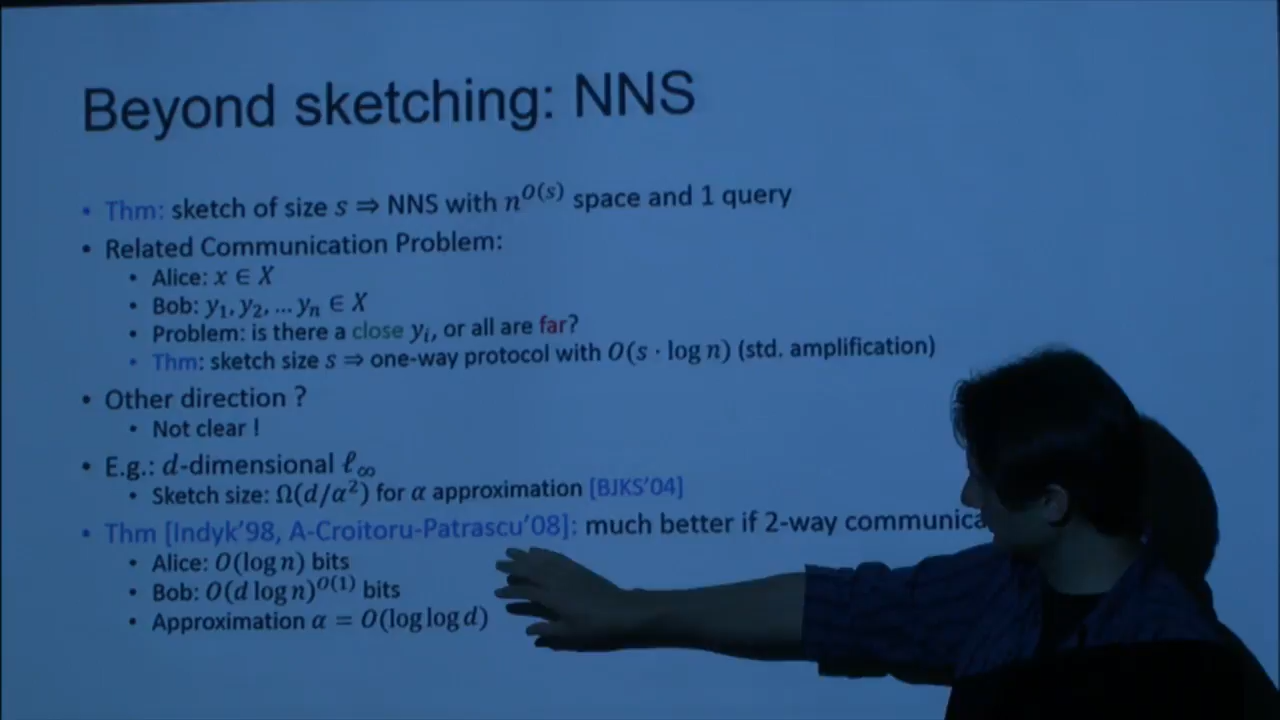 Beyond sketching: NNS
• Thm: sketch of size s ⇒ NNS with n^{O(s)} space and 1 query
• Related Communication Problem:
• Alice: x ∈ X
• Bob: y₁, y₂, … yₙ ∈ X
• Problem: is there a close yᵢ, or all are far?
• Thm: sketch size s ⇒ one-way protocol with O(s · log n) (std. amplification)
• Other direction ?
• Not clear !
• E.g.: d-dimensional ℓ∞
• Sketch size: Ω(d/α²) for α approximation [BJKS'04]
• Thm [Indyk'98, A-Croitoru-Patrascu'08]: much better if 2-way communica
• Alice: O(log n) bits
• Bob: O(d log n)^{O(1)} bits
• Approximation α = O(log log d)